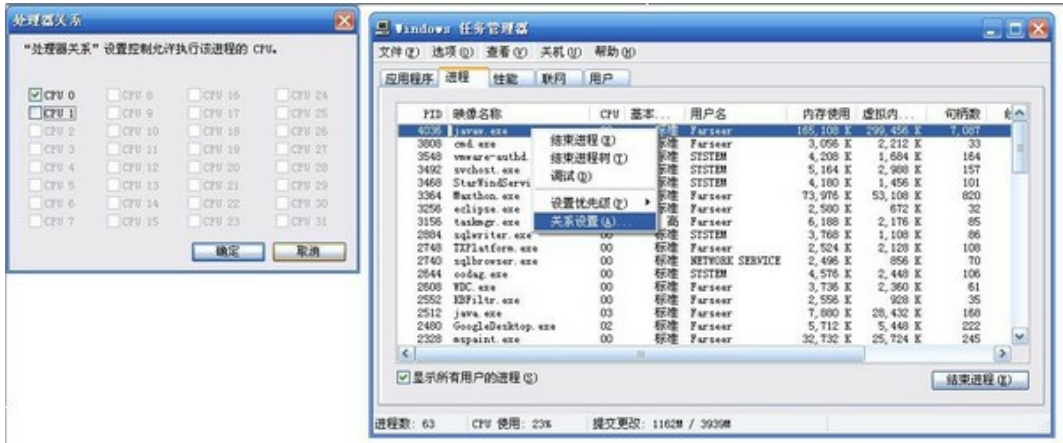 处理器关系
“处理器关系”设置控制允许执行该进程的 CPU。
CPU 0 CPU 8 CPU 16 CPU 24
CPU 1 CPU 9 CPU 17 CPU 25
CPU 2 CPU 10 CPU 18 CPU 26
CPU 3 CPU 11 CPU 19 CPU 27
CPU 4 CPU 12 CPU 20 CPU 28
CPU 5 CPU 13 CPU 21 CPU 29
CPU 6 CPU 14 CPU 22 CPU 30
CPU 7 CPU 15 CPU 23 CPU 31
确定 取消
Windows 任务管理器
文件(F) 选项(O) 查看(V) 关机(U) 帮助(H)
应用程序 进程 性能 联网 用户
PID 映像名称 CPU 基本... 用户名 内存使用 虚拟内... 句柄数
4036 javaw.exe 标准 Farseer 165,108 K 299,456 K 7,087
3808 cmd.exe 标准 Farseer 3,056 K 2,212 K 33
3548 vmware-authd. 标准 SYSTEM 4,208 K 1,684 K 164
3492 svchost.exe 标准 SYSTEM 5,164 K 2,988 K 157
3468 StarWindServi 标准 SYSTEM 4,180 K 1,456 K 101
3364 Maxthon.exe 标准 Farseer 73,976 K 53,108 K 820
3256 eclipse.exe 标准 Farseer 2,580 K 672 K 32
3156 taskmgr.exe 高 Farseer 6,188 K 2,176 K 85
2884 sqlwriter.exe 00 标准 SYSTEM 3,768 K 1,108 K 86
2748 TXPlatform.exe 00 标准 Farseer 2,524 K 2,128 K 108
2740 sqlbrowser.exe 00 标准 NETWORK SERVICE 2,496 K 856 K 70
2644 oodag.exe 00 标准 SYSTEM 4,576 K 2,448 K 106
2608 WDC.exe 00 标准 Farseer 3,736 K 2,360 K 61
2552 KBFiltr.exe 00 标准 Farseer 2,556 K 928 K 35
2512 java.exe 03 标准 Farseer 7,880 K 28,432 K 168
2480 GoogleDesktop.exe 02 标准 Farseer 5,712 K 5,448 K 222
2328 mspaint.exe 00 标准 Farseer 32,732 K 25,724 K 245
结束进程(E)
结束进程树(T)
调试(D)
设置优先级(P)
关系设置(A)...
显示所有用户的进程(S)
结束进程(E)
进程数: 63 CPU 使用: 23% 提交更改: 1162M / 3939M